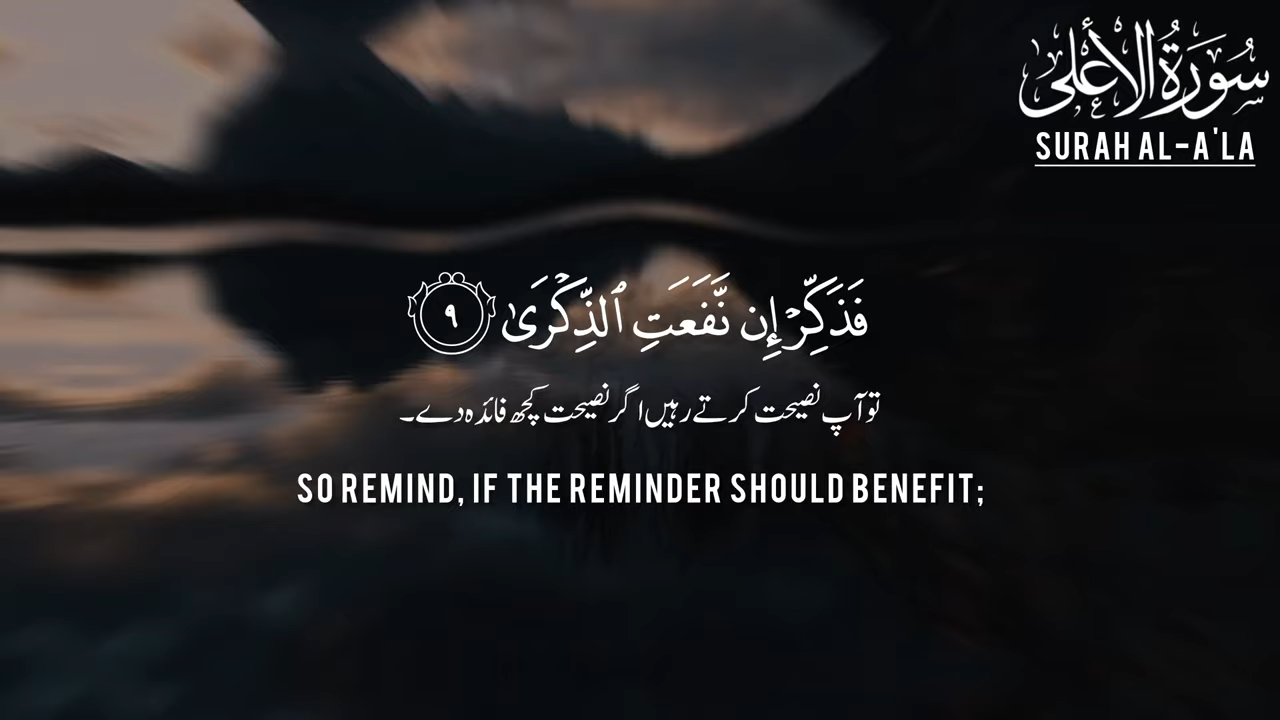 سُورَةُ الأَعْلَى
SURAH AL-A'LA
فَذَكِّرْ إِن نَّفَعَتِ ٱلذِّكْرَىٰ ٩
تو آپ نصیحت کرتے رہیں اگر نصیحت کچھ فائدہ دے۔
SO REMIND, IF THE REMINDER SHOULD BENEFIT;